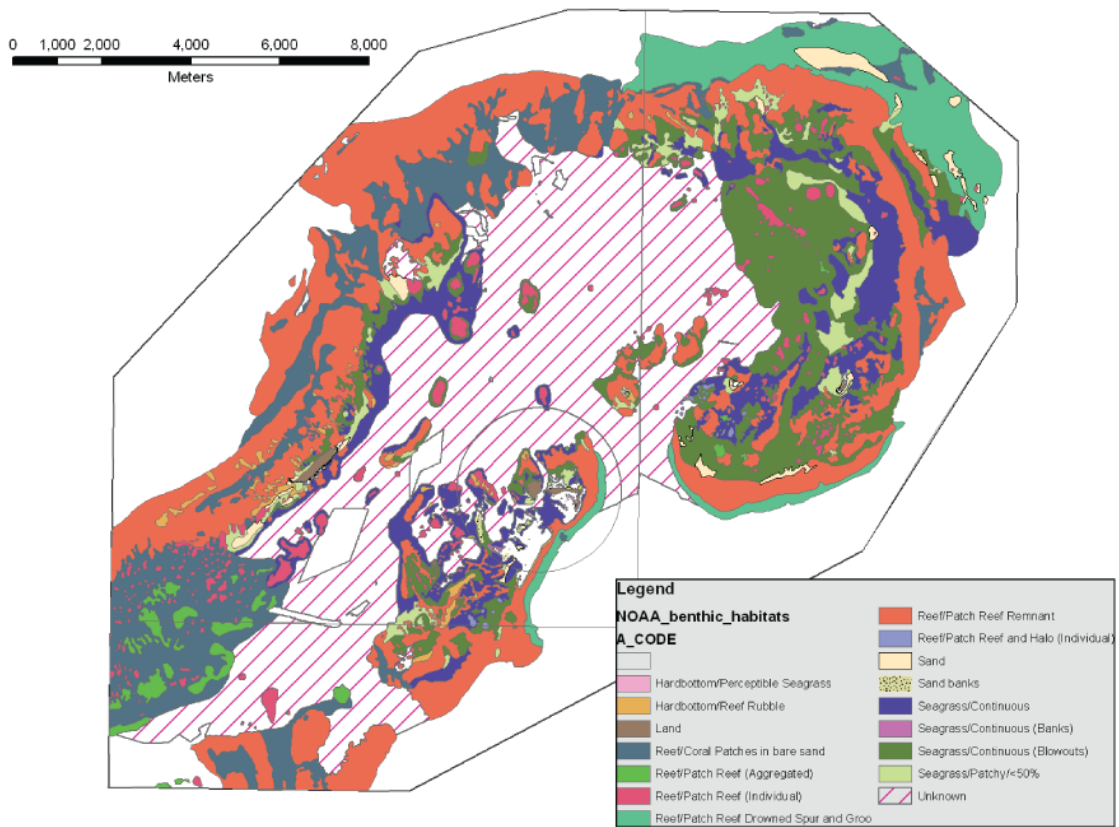 0 1,000 2,000 4,000 6,000 8,000
Meters
Legend
NOAA_benthic_habitats
A_CODE
Hardbottom/Perceptible Seagrass
Hardbottom/Reef Rubble
Land
Reef/Coral Patches in bare sand
Reef/Patch Reef (Aggregated)
Reef/Patch Reef (Individual)
Reef/Patch Reef Drowned Spur and Groo
Reef/Patch Reef Remnant
Reef/Patch Reef and Halo (Individual)
Sand
Sand banks
Seagrass/Continuous
Seagrass/Continuous (Banks)
Seagrass/Continuous (Blowouts)
Seagrass/Patchy/<50%
Unknown